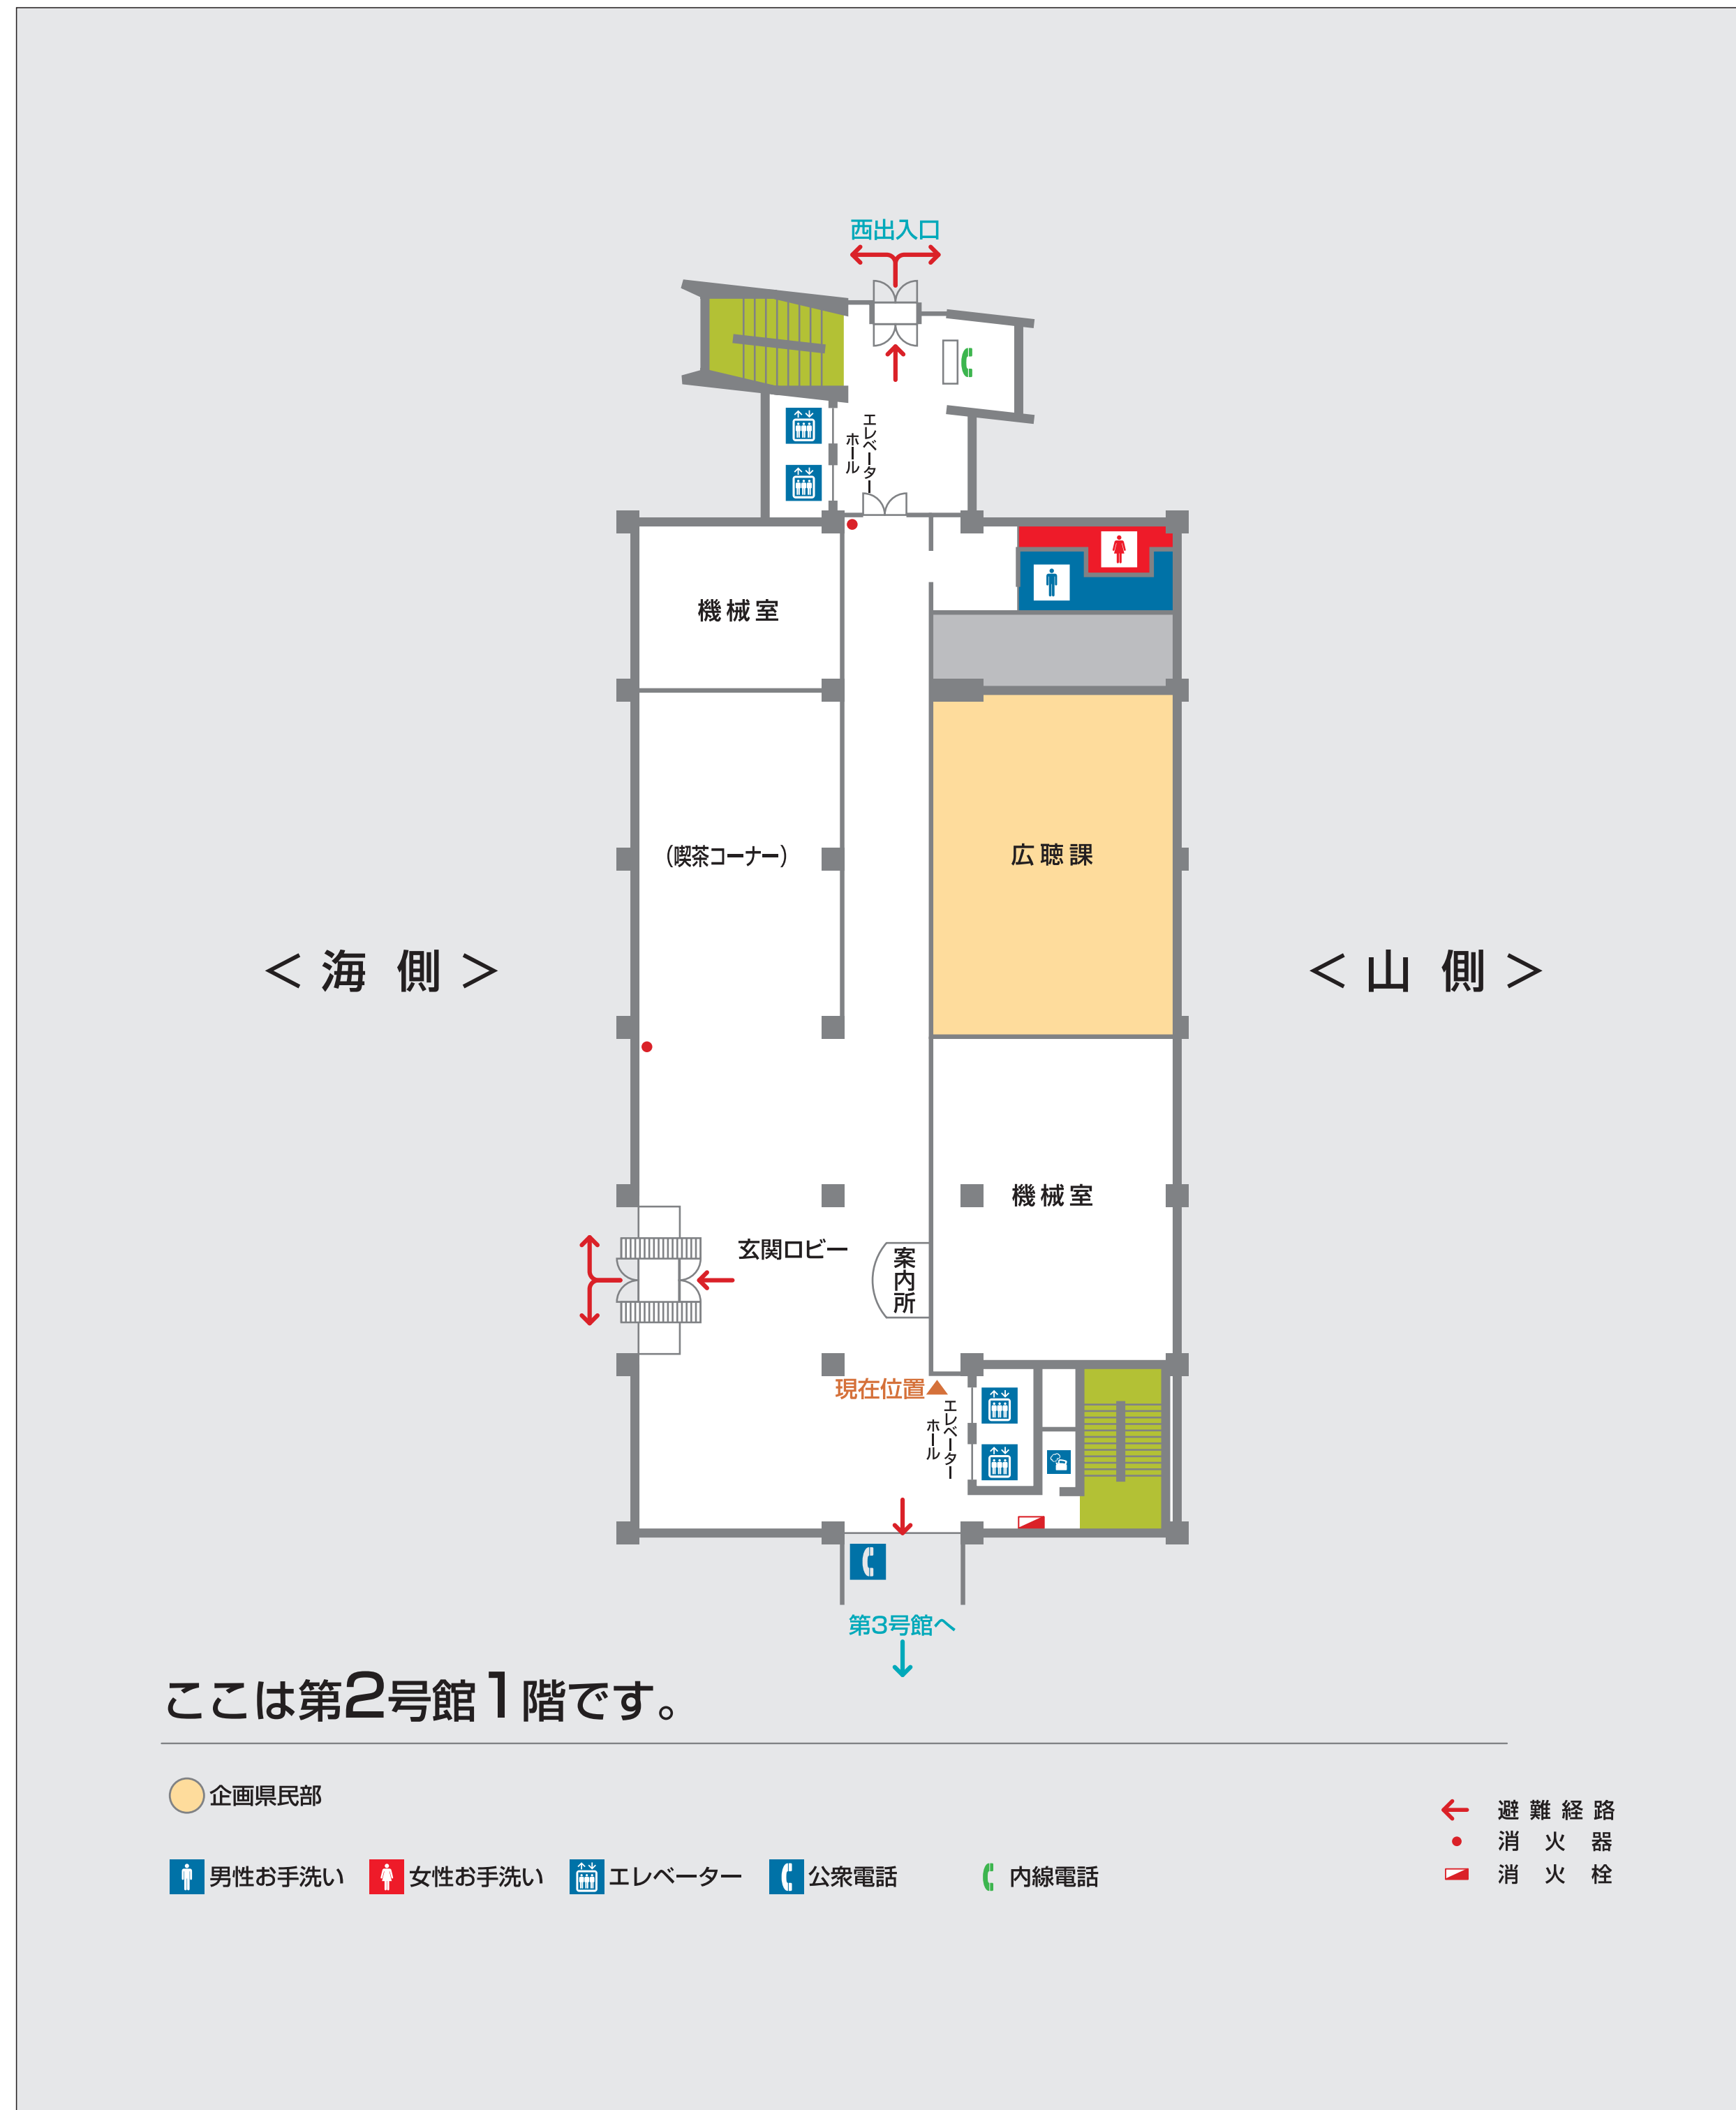 西出入口
エレベーター
ホール
機械室
(喫茶コーナー)
広聴課
<海側>
<山側>
機械室
玄関ロビー
案内所
現在位置
エレベーター
ホール
第3号館へ
ここは第2号館1階です。
企画県民部
男性お手洗い
女性お手洗い
エレベーター
公衆電話
内線電話
避難経路
消火器
消火栓